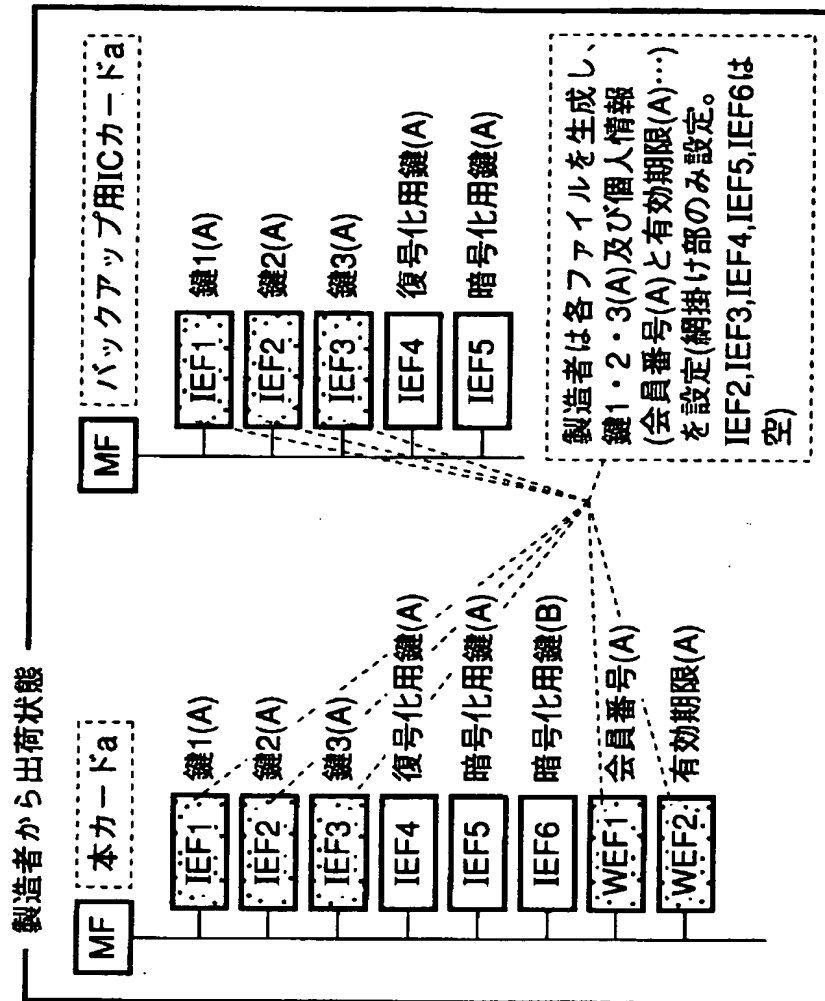 製造者から出荷状態
本カードa
MF
IEF1 鍵1(A)
IEF2 鍵2(A)
IEF3 鍵3(A)
IEF4 復号化用鍵(A)
IEF5 暗号化用鍵(A)
IEF6 暗号化用鍵(B)
WEF1 会員番号(A)
WEF2 有効期限(A)
バックアップ用ICカードa
MF
IEF1 鍵1(A)
IEF2 鍵2(A)
IEF3 鍵3(A)
IEF4 復号化用鍵(A)
IEF5 暗号化用鍵(A)
製造者は各ファイルを生成し、
鍵1・2・3(A)及び個人情報
(会員番号(A)と有効期限(A)…)
を設定(網掛け部のみ設定。
IEF2,IEF3,IEF4,IEF5,IEF6は
空)